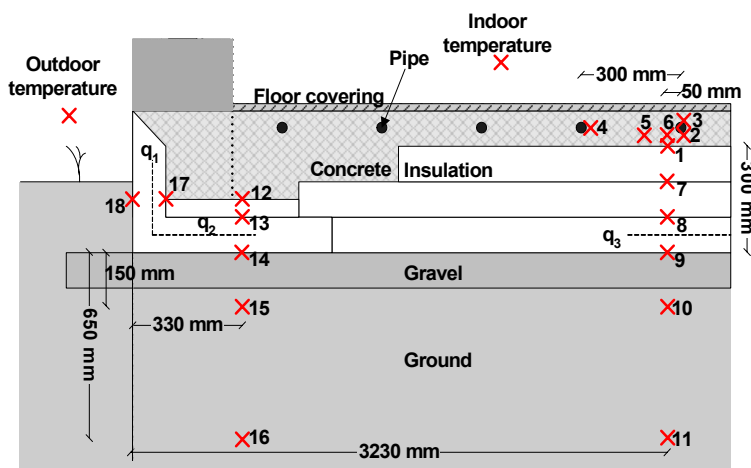 Indoor
temperature
Outdoor
temperature
Pipe
300 mm
50 mm
Floor covering
3
4
5
6
2
q1
1
Concrete
Insulation
300 mm
17
12
7
18
13
8
q2
q3
14
9
150 mm
Gravel
15
10
650 mm
330 mm
Ground
16
11
3230 mm